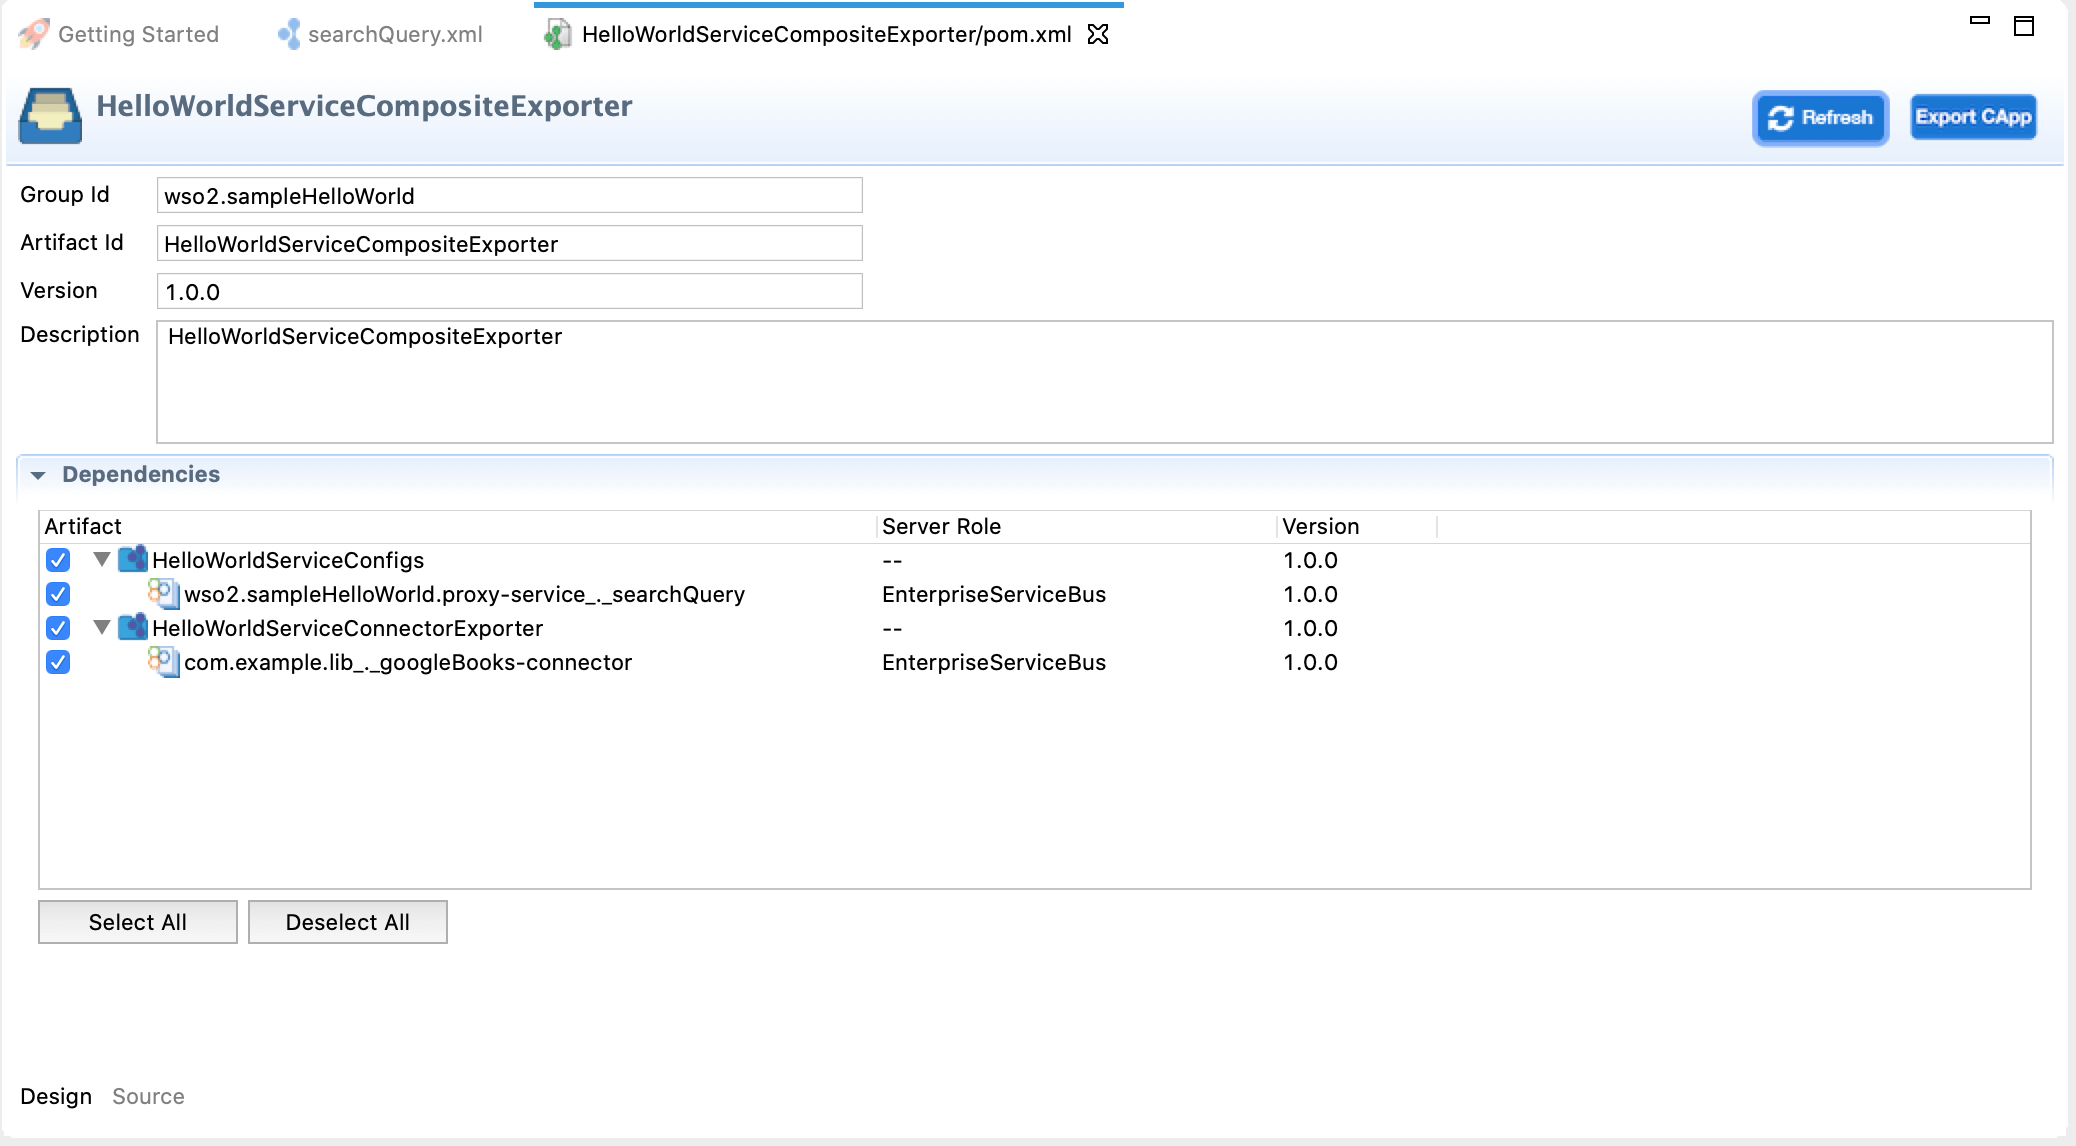 Getting Started searchQuery.xml HelloWorldServiceCompositeExporter/pom.xml
HelloWorldServiceCompositeExporter Refresh Export CApp
Group Id wso2.sampleHelloWorld
Artifact Id HelloWorldServiceCompositeExporter
Version 1.0.0
Description HelloWorldServiceCompositeExporter
Dependencies
Artifact Server Role Version
HelloWorldServiceConfigs -- 1.0.0
wso2.sampleHelloWorld.proxy-service_._searchQuery EnterpriseServiceBus 1.0.0
HelloWorldServiceConnectorExporter -- 1.0.0
com.example.lib_._googleBooks-connector EnterpriseServiceBus 1.0.0
Select All Deselect All
Design Source